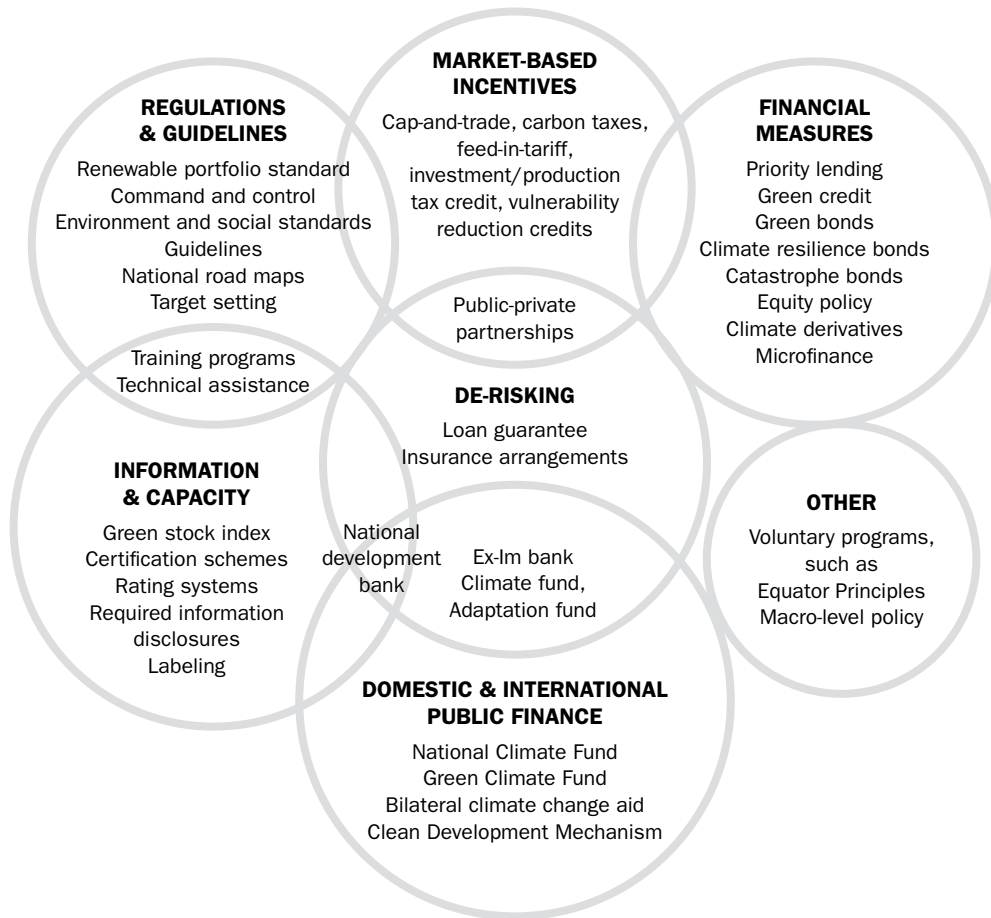 MARKET-BASED
INCENTIVES
Cap-and-trade, carbon taxes,
feed-in-tariff,
investment/production
tax credit, vulnerability
reduction credits
REGULATIONS
& GUIDELINES
Renewable portfolio standard
Command and control
Environment and social standards
Guidelines
National road maps
Target setting
FINANCIAL
MEASURES
Priority lending
Green credit
Green bonds
Climate resilience bonds
Catastrophe bonds
Equity policy
Climate derivatives
Microfinance
Public-private
partnerships
Training programs
Technical assistance
DE-RISKING
Loan guarantee
Insurance arrangements
INFORMATION
& CAPACITY
Green stock index
Certification schemes
Rating systems
Required information
disclosures
Labeling
National
development
bank
Ex-Im bank
Climate fund,
Adaptation fund
OTHER
Voluntary programs,
such as
Equator Principles
Macro-level policy
DOMESTIC & INTERNATIONAL
PUBLIC FINANCE
National Climate Fund
Green Climate Fund
Bilateral climate change aid
Clean Development Mechanism